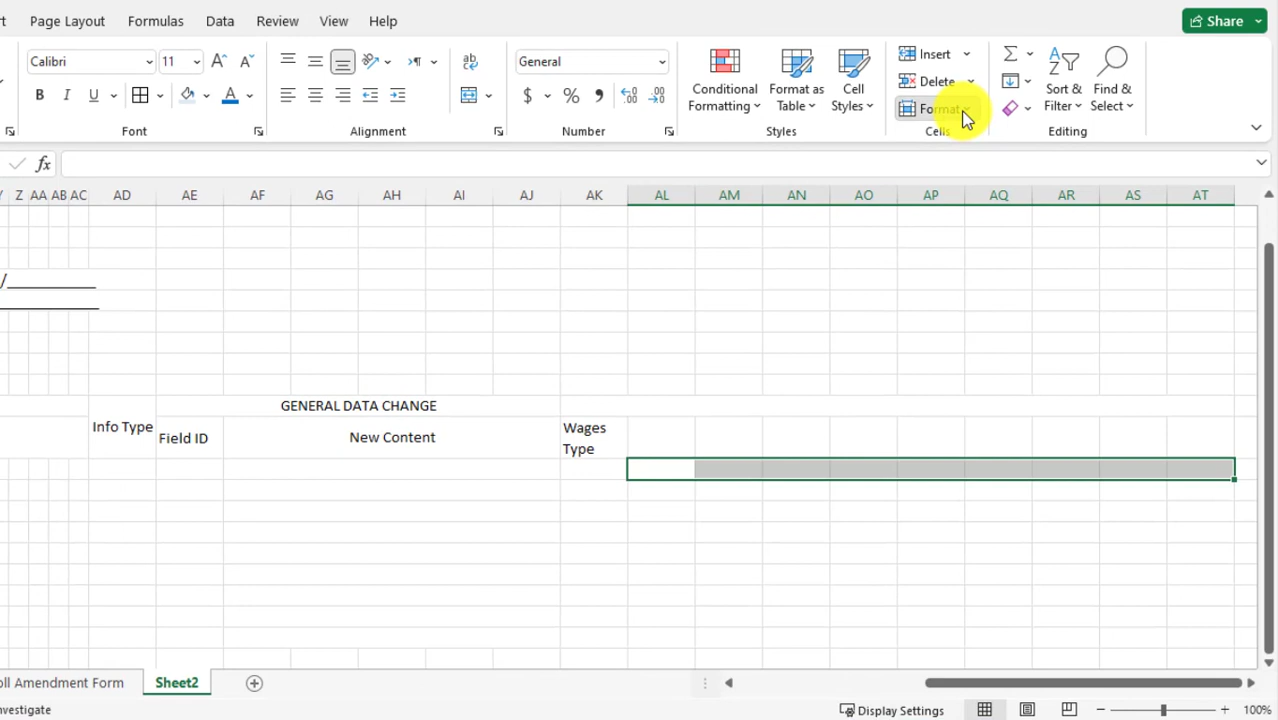 Page Layout Formulas Data Review View Help Share
Calibri 11 General
Insert
Delete
Format
Conditional Formatting
Format as Table
Cell Styles
Sort & Filter
Find & Select
Font Alignment Number Styles Cells Editing
fx
Z AA AB AC AD AE AF AG AH AI AJ AK AL AM AN AO AP AQ AR AS AT
/___________
GENERAL DATA CHANGE
Info Type
Field ID
New Content
Wages
Type
Amendment Form Sheet2
Display Settings 100%